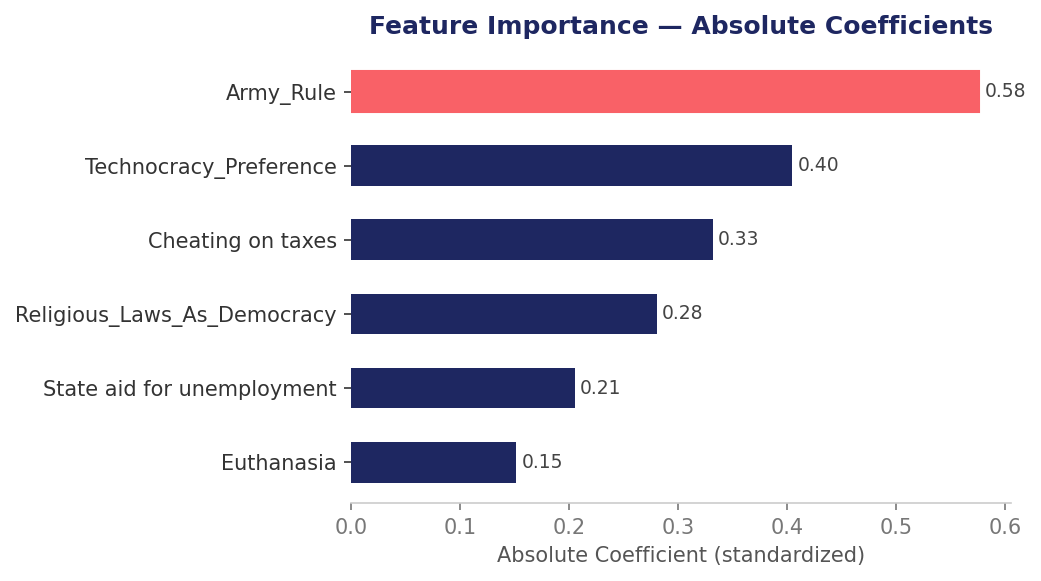 Feature Importance — Absolute Coefficients
Army_Rule
0.58
Technocracy_Preference
0.40
Cheating on taxes
0.33
Religious_Laws_As_Democracy
0.28
State aid for unemployment
0.21
Euthanasia
0.15
0.0 0.1 0.2 0.3 0.4 0.5 0.6
Absolute Coefficient (standardized)